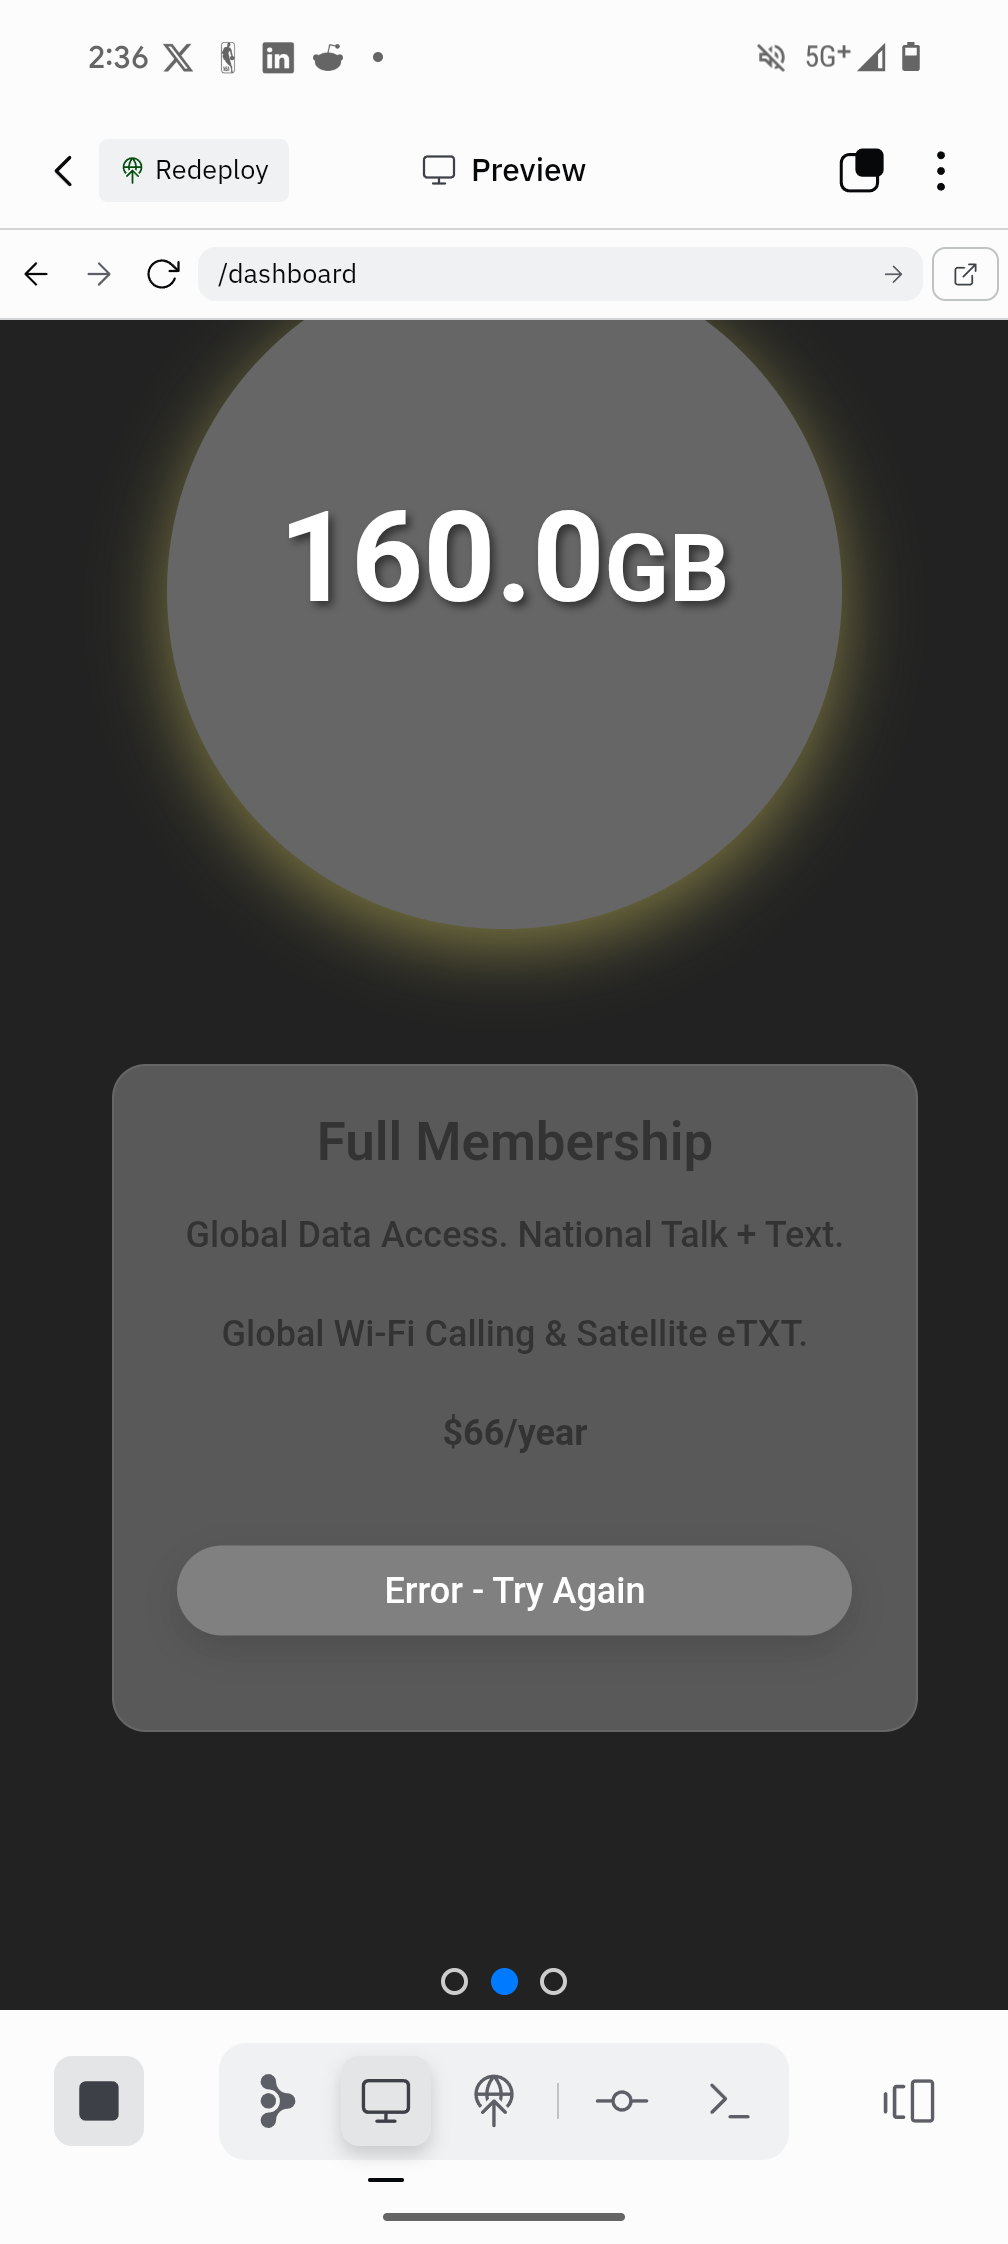 2:36
in
5G+
Redeploy
Preview
/dashboard
160.0GB
Full Membership
Global Data Access. National Talk + Text.
Global Wi-Fi Calling & Satellite eTXT.
$66/year
Error - Try Again